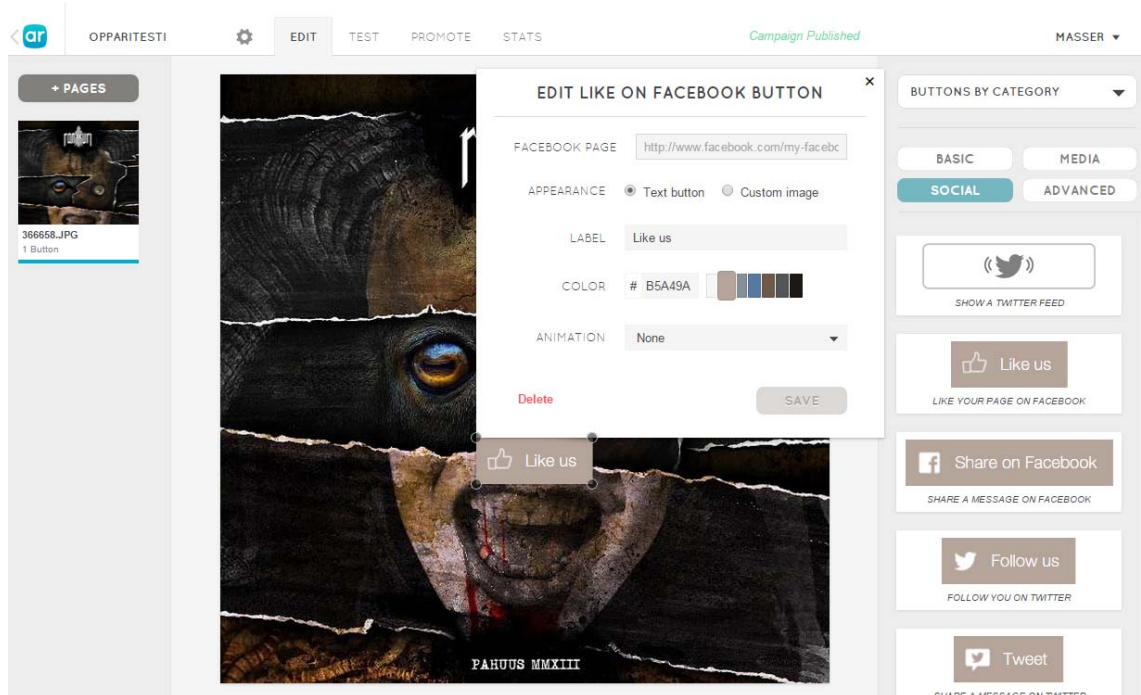 ar
OPPARITESTI
EDIT
TEST
PROMOTE
STATS
Campaign Published
MASSER
+ PAGES
366658.JPG
1 Button
EDIT LIKE ON FACEBOOK BUTTON
×
FACEBOOK PAGE
http://www.facebook.com/my-facebc
APPEARANCE
Text button
Custom image
LABEL
Like us
COLOR
# B5A49A
ANIMATION
None
Delete
SAVE
Like us
PAHUUS MMXIII
BUTTONS BY CATEGORY
BASIC
MEDIA
SOCIAL
ADVANCED
SHOW A TWITTER FEED
Like us
LIKE YOUR PAGE ON FACEBOOK
Share on Facebook
SHARE A MESSAGE ON FACEBOOK
Follow us
FOLLOW YOU ON TWITTER
Tweet
SHARE A MESSAGE ON TWITTER